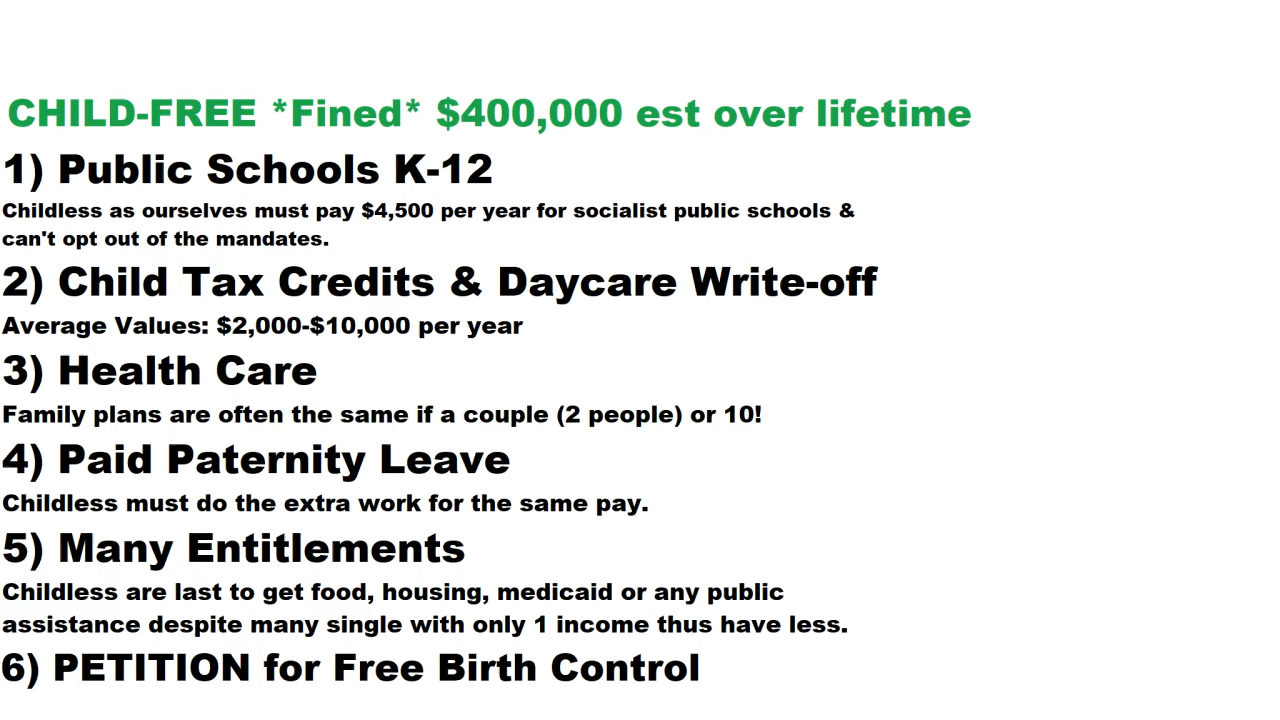 CHILD-FREE *Fined* $400,000 est over lifetime
1) Public Schools K-12
Childless as ourselves must pay $4,500 per year for socialist public schools &
can't opt out of the mandates.
2) Child Tax Credits & Daycare Write-off
Average Values: $2,000-$10,000 per year
3) Health Care
Family plans are often the same if a couple (2 people) or 10!
4) Paid Paternity Leave
Childless must do the extra work for the same pay.
5) Many Entitlements
Childless are last to get food, housing, medicaid or any public
assistance despite many single with only 1 income thus have less.
6) PETITION for Free Birth Control